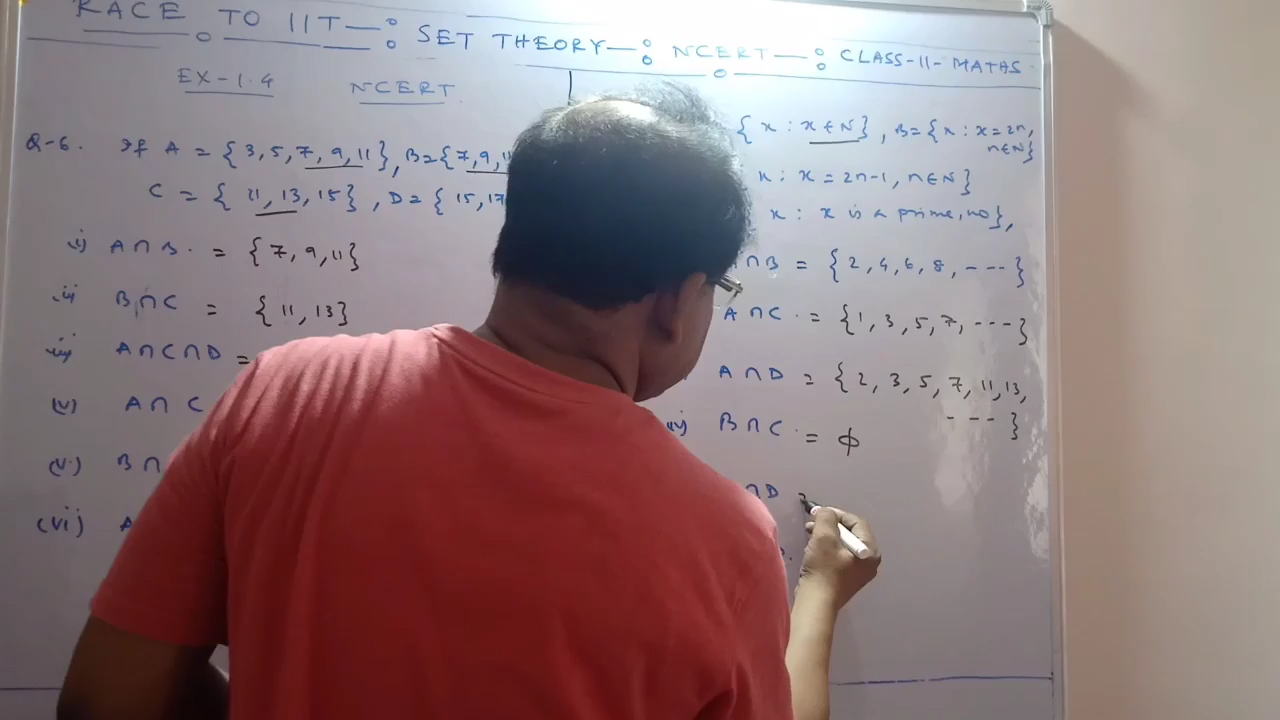 RACE TO IIT — : SET THEORY — : NCERT — : CLASS-11-MATHS
EX-1.4 NCERT
Q-6. If A = {3, 5, 7, 9, 11}, B={7, 9, 11
C = { 11, 13, 15}, D = { 15, 17
i) A∩B. = {7, 9, 11}
ii B∩C = {11, 13}
iii) A∩C∩D =
(v) A∩C
(v) B∩
(vi) A
{ x : x ∈ N}, B={x : x=2n,
n∈N}
x : x = 2n-1, n∈N}
x : x is a prime, no},
∩B = {2, 4, 6, 8, ---}
A∩C. = {1, 3, 5, 7, ---}
A∩D = {2, 3, 5, 7, 11, 13,
---}
iv) B∩C. = ϕ
∩D =